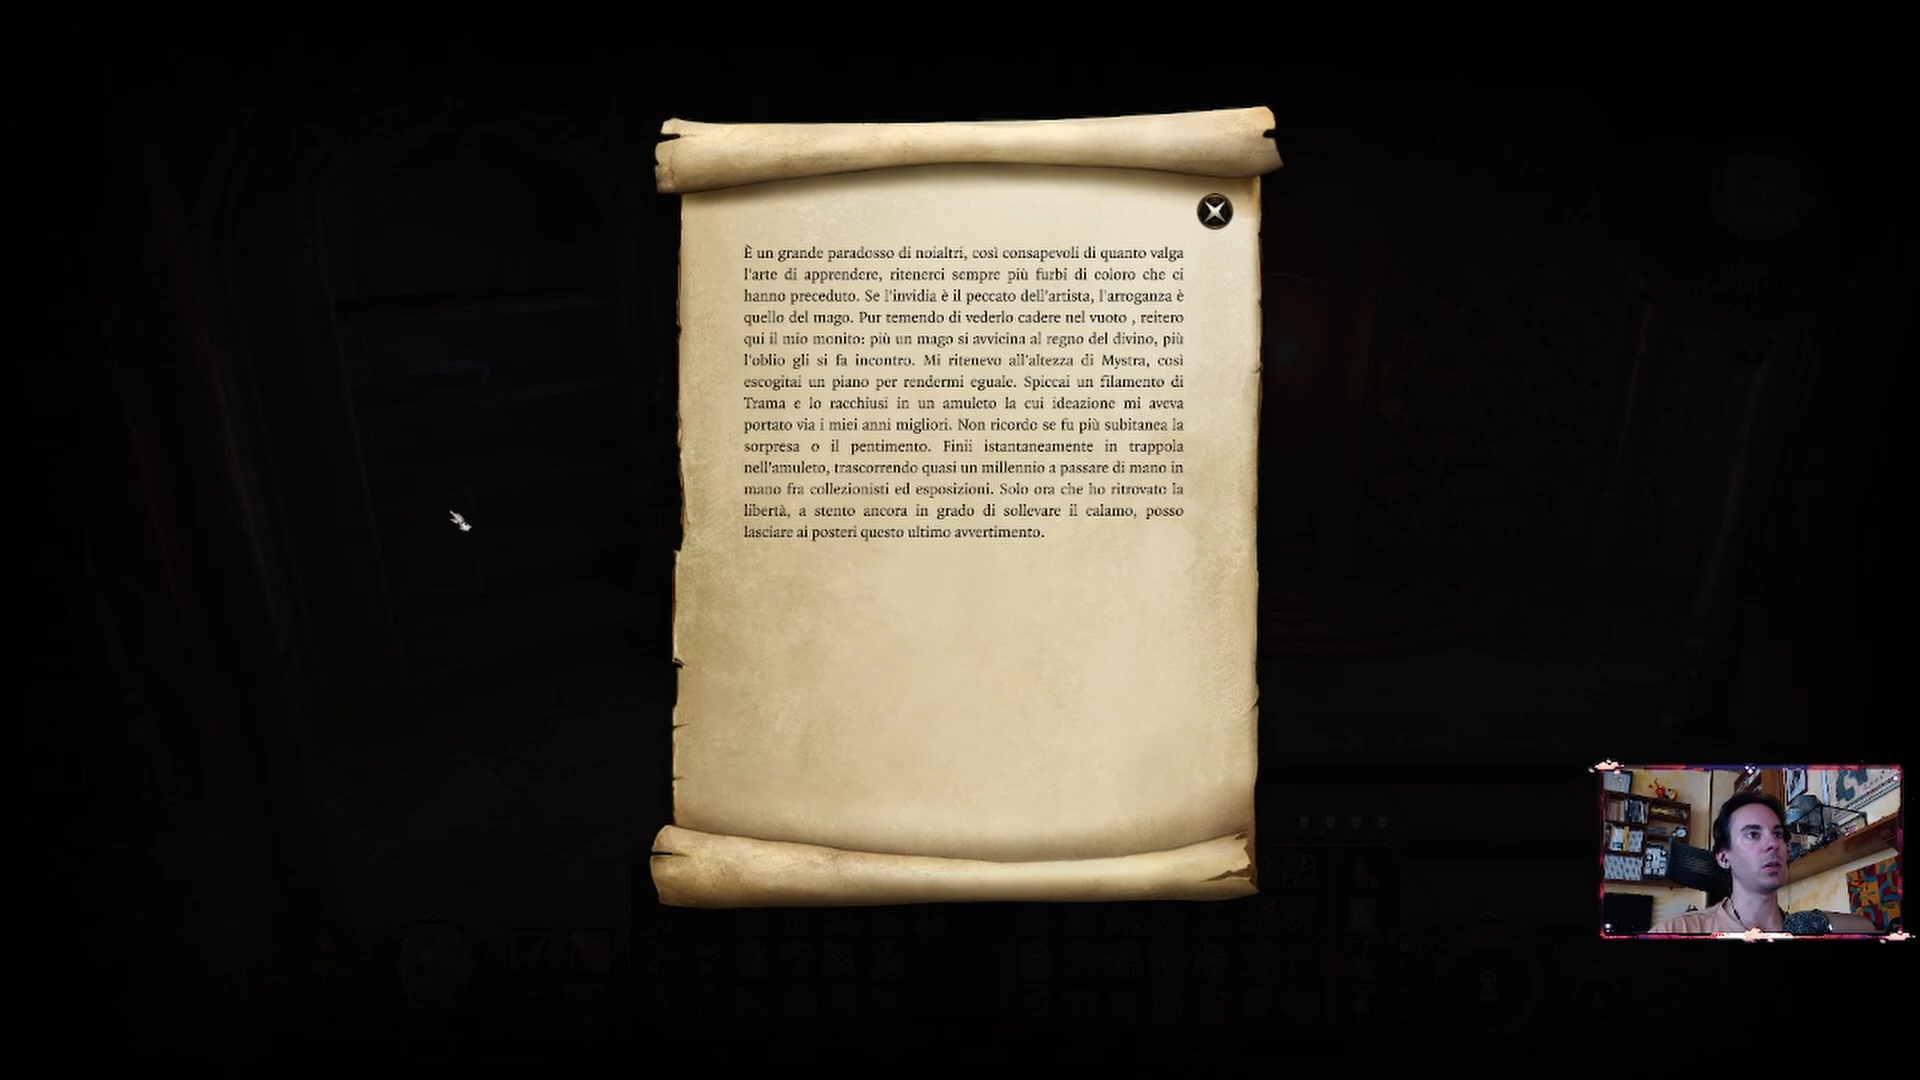 È un grande paradosso di noialtri, così consapevoli di quanto valga
l'arte di apprendere, ritenerci sempre più furbi di coloro che ci
hanno preceduto. Se l'invidia è il peccato dell'artista, l'arroganza è
quello del mago. Pur temendo di vederlo cadere nel vuoto , reitero
qui il mio monito: più un mago si avvicina al regno del divino, più
l'oblio gli si fa incontro. Mi ritenevo all'altezza di Mystra, così
escogitai un piano per rendermi eguale. Spiccai un filamento di
Trama e lo racchiusi in un amuleto la cui ideazione mi aveva
portato via i miei anni migliori. Non ricordo se fu più subitanea la
sorpresa o il pentimento. Finii istantaneamente in trappola
nell'amuleto, trascorrendo quasi un millennio a passare di mano in
mano fra collezionisti ed esposizioni. Solo ora che ho ritrovato la
libertà, a stento ancora in grado di sollevare il calamo, posso
lasciare ai posteri questo ultimo avvertimento.